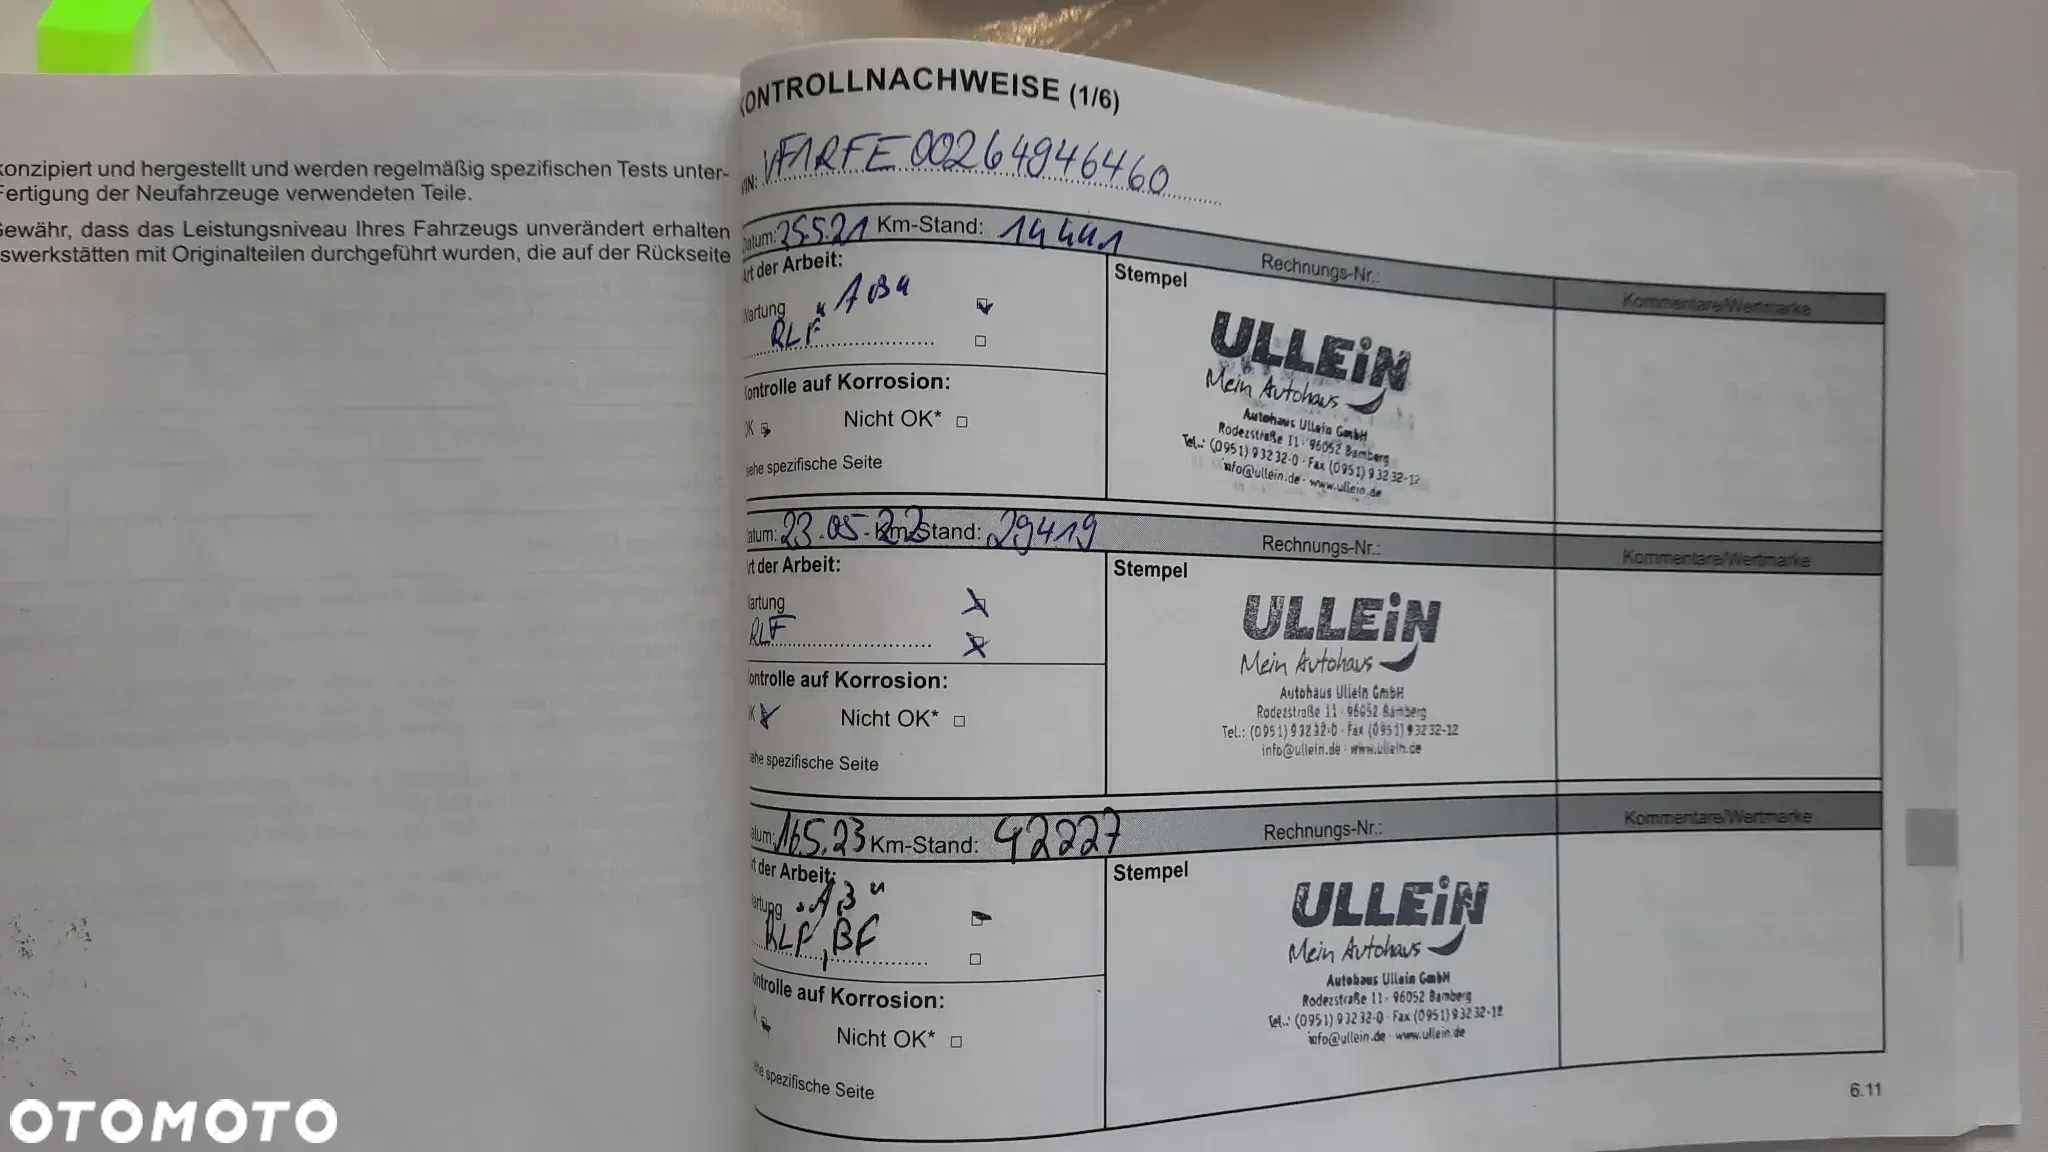 konzipiert und hergestellt und werden regelmäßig spezifischen Tests unter-
Fertigung der Neufahrzeuge verwendeten Teile.
Gewähr, dass das Leistungsniveau Ihres Fahrzeugs unverändert erhalten
swerkstätten mit Originalteilen durchgeführt wurden, die auf der Rückseite
KONTROLLNACHWEISE (1/6)
VIN: VF1RFE00264946460
Datum: 25.5.21 Km-Stand: 14441 Rechnungs-Nr.: Kommentare/Wertmarke
Art der Arbeit: Stempel
Wartung
RLF
Kontrolle auf Korrosion:
OK Nicht OK*
siehe spezifische Seite
ULLEiN
Mein Autohaus
Autohaus Ullein GmbH
Rodezstraße 11 · 96052 Bamberg
Tel.: (0951) 93232-0 · Fax (0951) 93232-12
info@ullein.de · www.ullein.de
Datum: 23.05.22 Km-Stand: 29419 Rechnungs-Nr.: Kommentare/Wertmarke
Art der Arbeit: Stempel
Wartung
RLF
Kontrolle auf Korrosion:
OK Nicht OK*
siehe spezifische Seite
ULLEiN
Mein Autohaus
Autohaus Ullein GmbH
Rodezstraße 11 · 96052 Bamberg
Tel.: (0951) 93232-0 · Fax (0951) 93232-12
info@ullein.de · www.ullein.de
Datum: 16.5.23 Km-Stand: 42227 Rechnungs-Nr.: Kommentare/Wertmarke
Art der Arbeit: Stempel
Wartung "AB"
RLF, BF
Kontrolle auf Korrosion:
OK Nicht OK*
siehe spezifische Seite
ULLEiN
Mein Autohaus
Autohaus Ullein GmbH
Rodezstraße 11 · 96052 Bamberg
Tel.: (0951) 93232-0 · Fax (0951) 93232-12
info@ullein.de · www.ullein.de
6.11
OTOMOTO